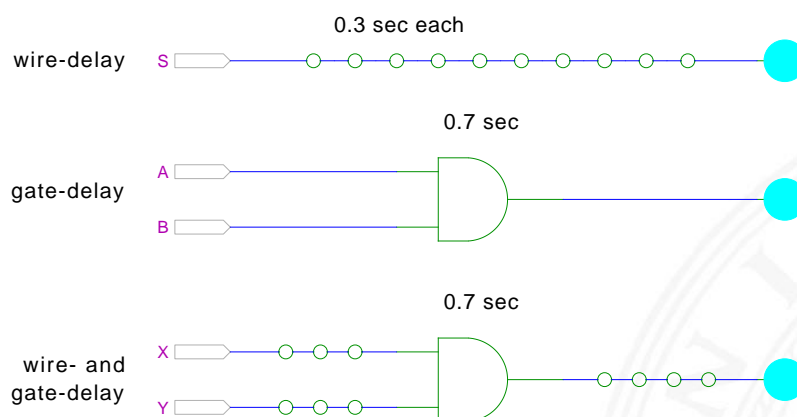 0.3 sec each
wire-delay S
0.7 sec
A
gate-delay
B
0.7 sec
X
wire- and
gate-delay
Y
N I